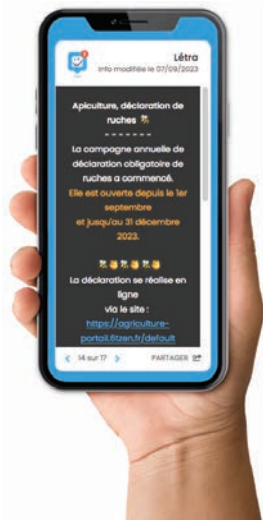 Létra
Info modifiée le 07/09/2023
Apiculture, déclaration de
ruches
- - - - - - -
La campagne annuelle de
déclaration obligatoire de
ruches a commencé.
Elle est ouverte depuis le 1er
septembre
et jusqu'au 31 décembre
2023.
La déclaration se réalise en
ligne
via le site :
https://agriculture-
portail.6tzen.fr/default
< 14 sur 17 >
PARTAGER